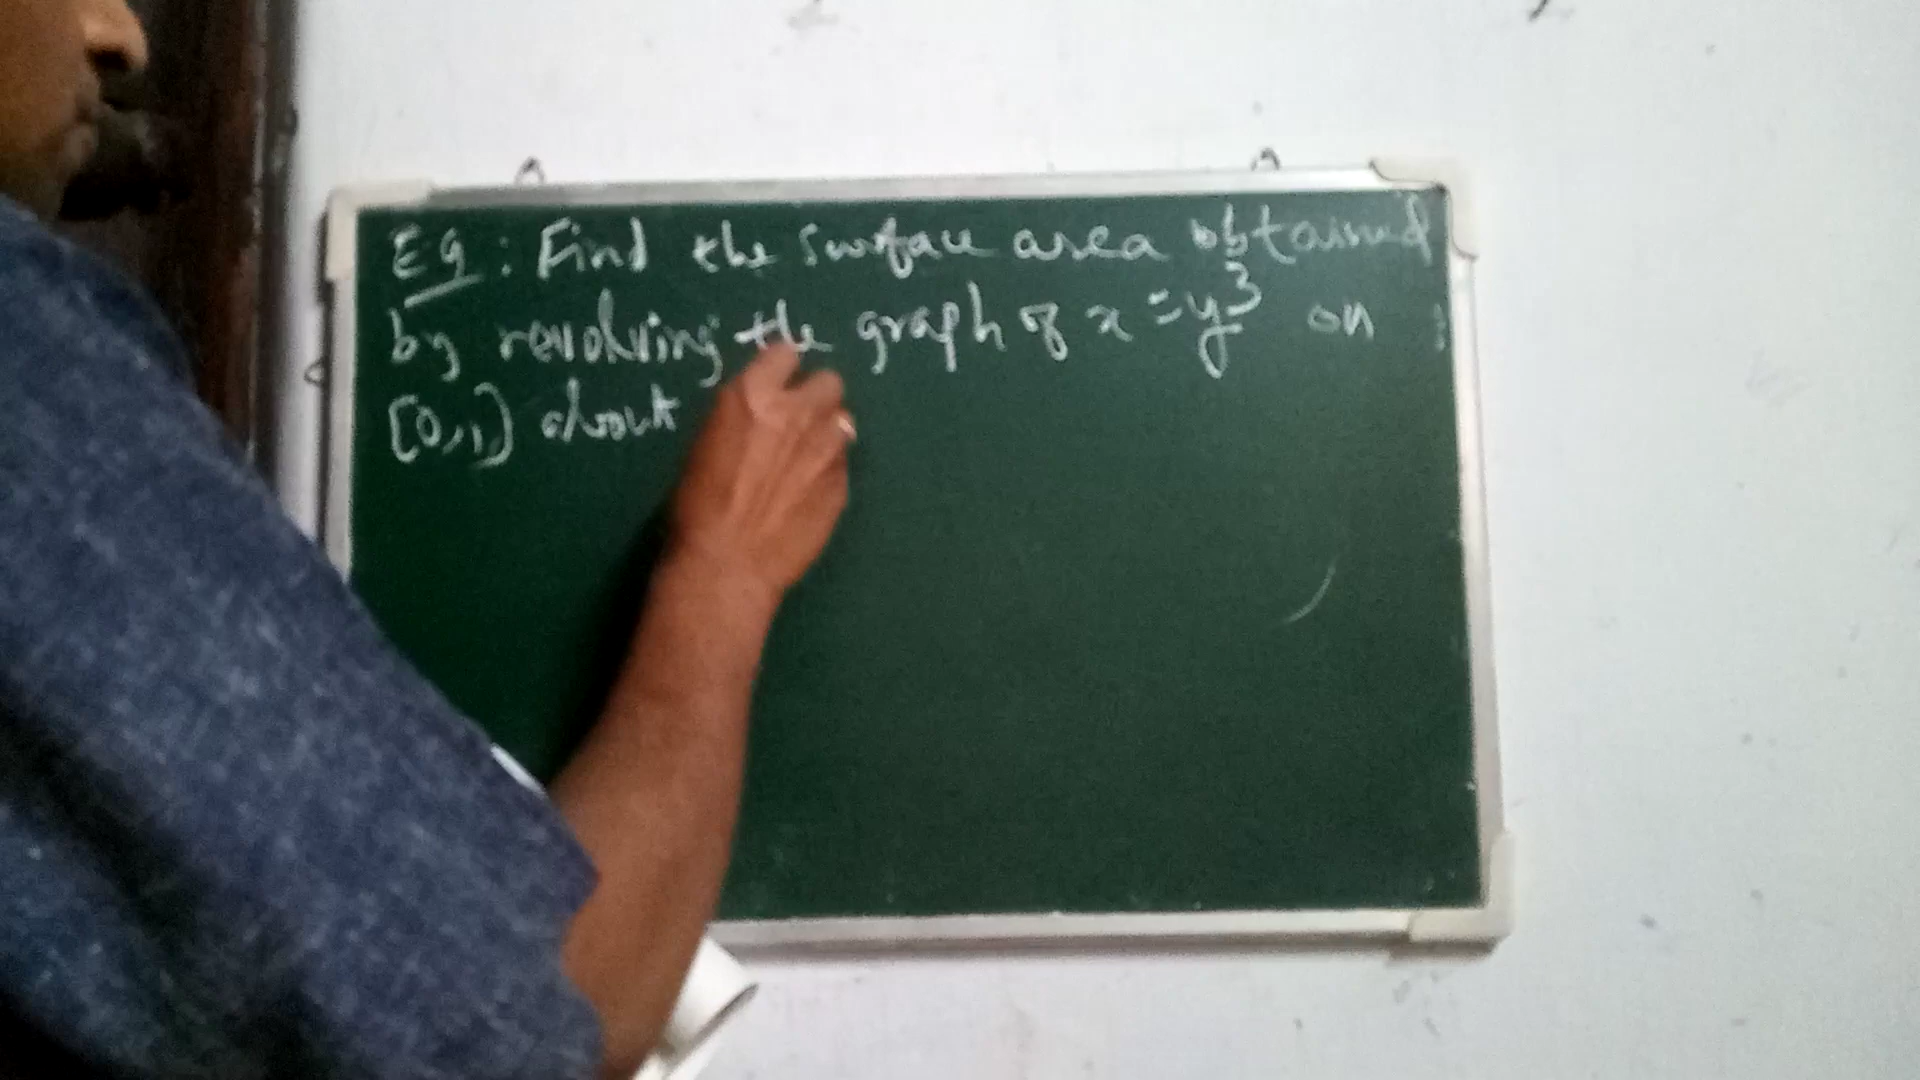 Eg: Find the surface area obtained
by revolving the graph of x = y³ on
[0,1] about